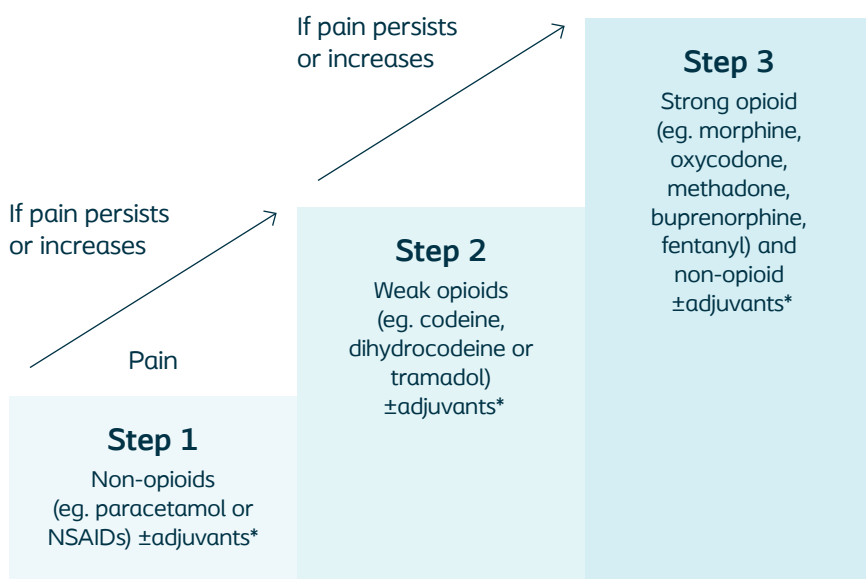 If pain persists
or increases
Pain
Step 1
Non-opioids
(eg. paracetamol or
NSAIDs) ±adjuvants*
If pain persists
or increases
Step 2
Weak opioids
(eg. codeine,
dihydrocodeine or
tramadol)
±adjuvants*
Step 3
Strong opioid
(eg. morphine,
oxycodone,
methadone,
buprenorphine,
fentanyl) and
non-opioid
±adjuvants*